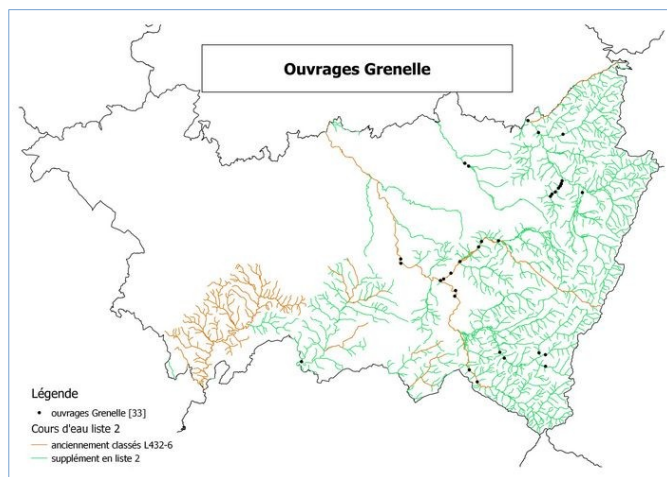 Ouvrages Grenelle
Légende
ouvrages Grenelle [33]
Cours d'eau liste 2
anciennement classés L432-6
supplément en liste 2